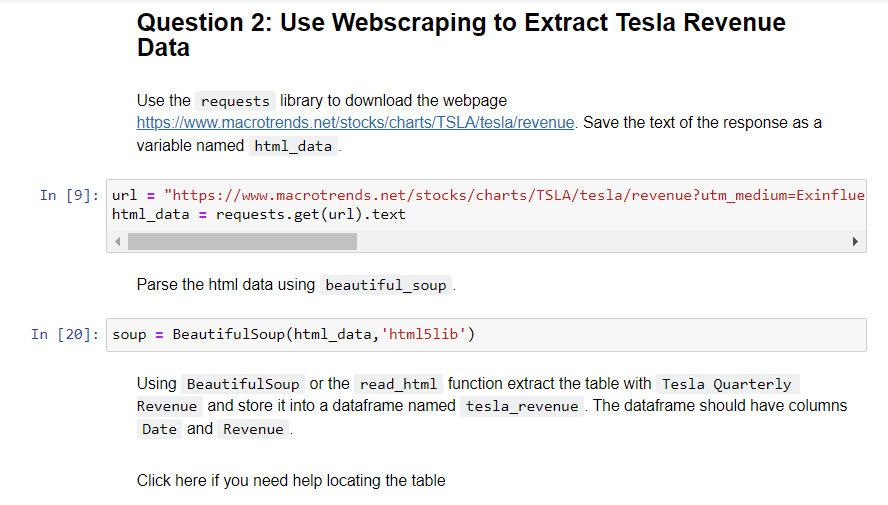 Question 2: Use Webscraping to Extract Tesla Revenue
Data
Use the requests library to download the webpage
https://www.macrotrends.net/stocks/charts/TSLA/tesla/revenue. Save the text of the response as a
variable named html_data.
In [9]: url = "https://www.macrotrends.net/stocks/charts/TSLA/tesla/revenue?utm_medium=Exinflue
html_data = requests.get(url).text
Parse the html data using beautiful_soup.
In [20]: soup = BeautifulSoup(html_data,'html5lib')
Using BeautifulSoup or the read_html function extract the table with Tesla Quarterly
Revenue and store it into a dataframe named tesla_revenue. The dataframe should have columns
Date and Revenue.
Click here if you need help locating the table